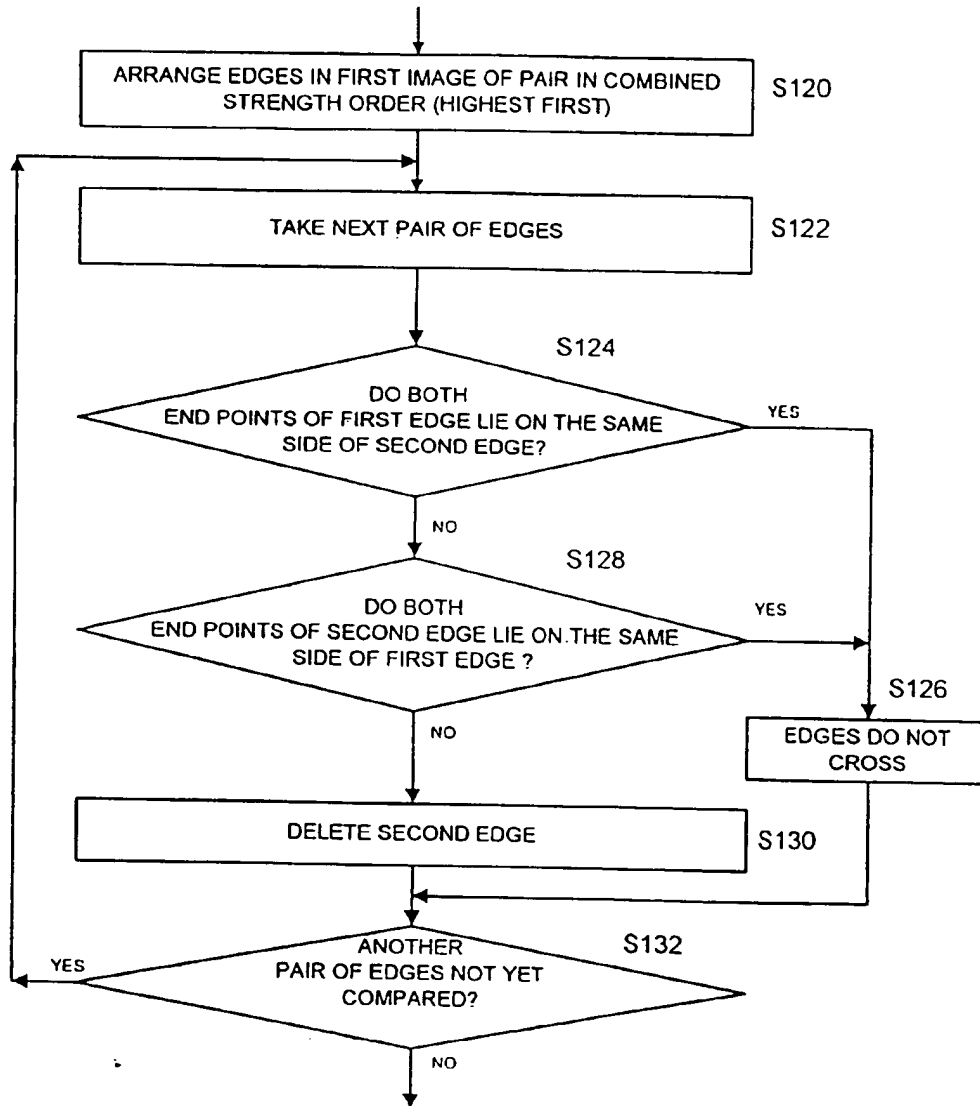 ARRANGE EDGES IN FIRST IMAGE OF PAIR IN COMBINED
STRENGTH ORDER (HIGHEST FIRST)
S120
TAKE NEXT PAIR OF EDGES
S122
S124
DO BOTH
END POINTS OF FIRST EDGE LIE ON THE SAME
SIDE OF SECOND EDGE?
YES
NO
S128
DO BOTH
END POINTS OF SECOND EDGE LIE ON THE SAME
SIDE OF FIRST EDGE ?
YES
S126
EDGES DO NOT
CROSS
NO
DELETE SECOND EDGE
S130
S132
ANOTHER
PAIR OF EDGES NOT YET
COMPARED?
YES
NO